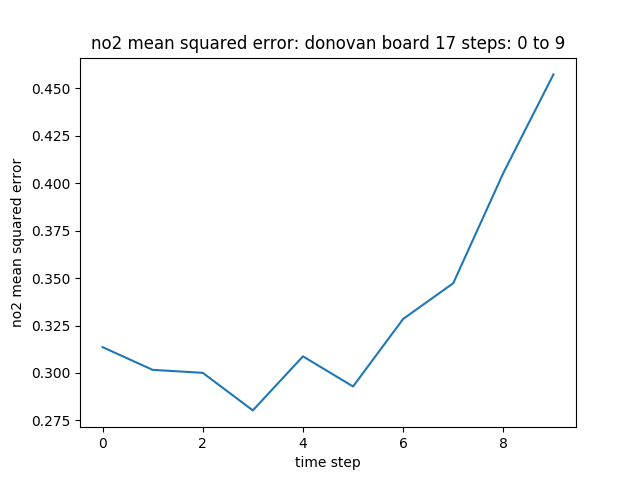 no2 mean squared error: donovan board 17 steps: 0 to 9
no2 mean squared error
0.450
0.425
0.400
0.375
0.350
0.325
0.300
0.275
0 2 4 6 8
time step